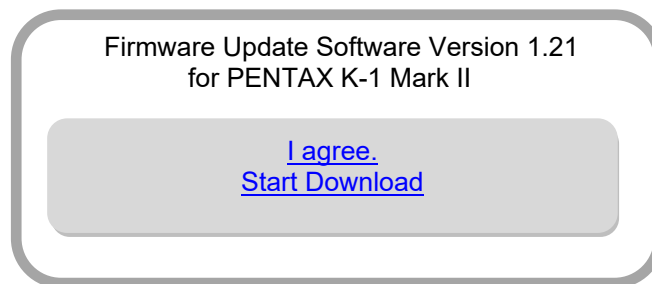 Firmware Update Software Version 1.21
for PENTAX K-1 Mark II
I agree.
Start Download